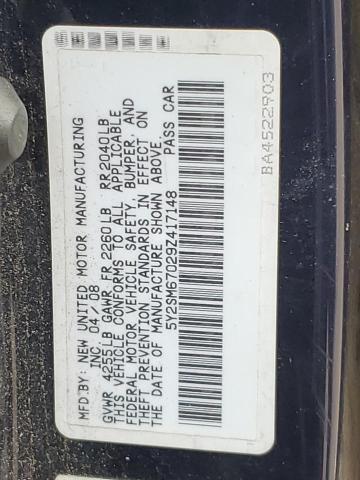 MFD BY: NEW UNITED MOTOR MANUFACTURING
INC. 04/08
GVWR 4255LB GAWR FR 2260LB RR 2040LB
THIS VEHICLE CONFORMS TO ALL APPLICABLE
FEDERAL MOTOR VEHICLE SAFETY, BUMPER, AND
THEFT PREVENTION STANDARDS IN EFFECT ON
THE DATE OF MANUFACTURE SHOWN ABOVE.
5Y2SM67029Z417148 PASS CAR
BA4522903